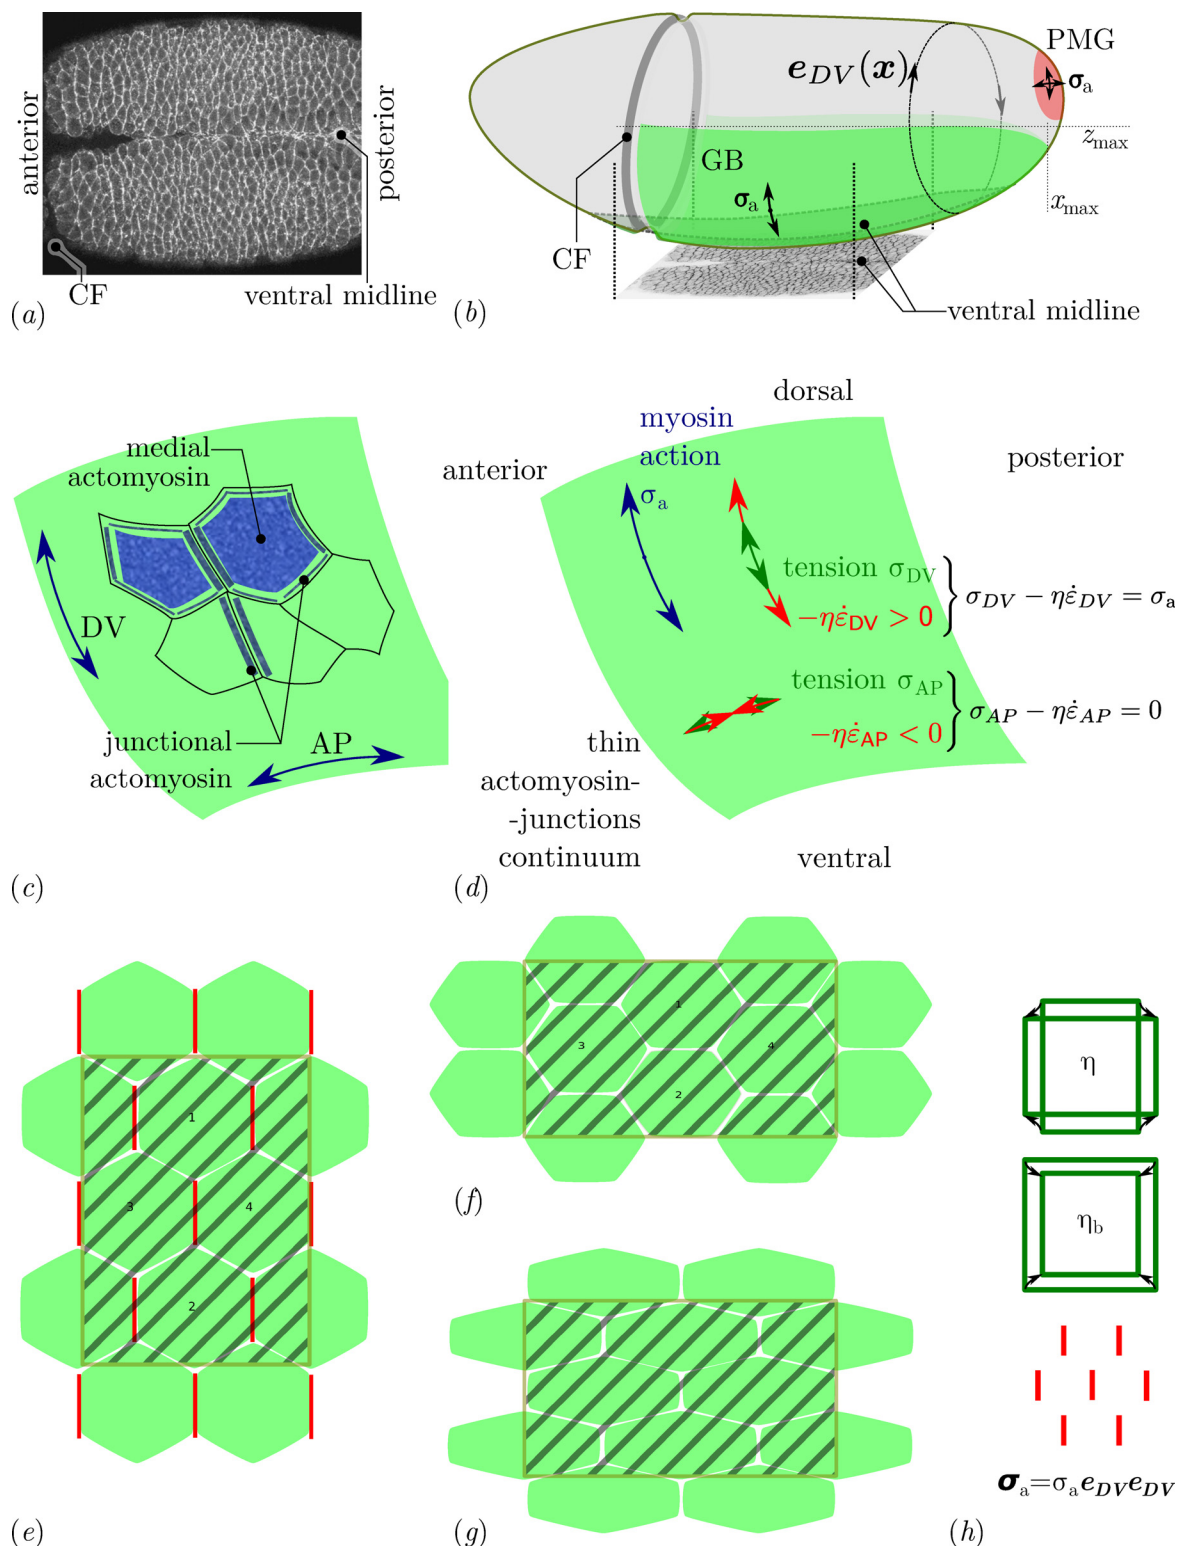 anterior
posterior
CF
ventral midline
(a)
PMG
e_DV(x)
σ_a
z_max
GB
σ_a
x_max
CF
ventral midline
(b)
medial
actomyosin
DV
junctional
actomyosin
AP
(c)
dorsal
myosin
action
anterior
posterior
σ_a
tension σ_DV
−ηε̇_DV > 0
σ_DV − ηε̇_DV = σ_a
tension σ_AP
−ηε̇_AP < 0
σ_AP − ηε̇_AP = 0
thin
actomyosin-
-junctions
continuum
ventral
(d)
1
3
4
2
(e)
1
3
4
2
(f)
(g)
η
η_b
σ_a=σ_a e_DV e_DV
(h)